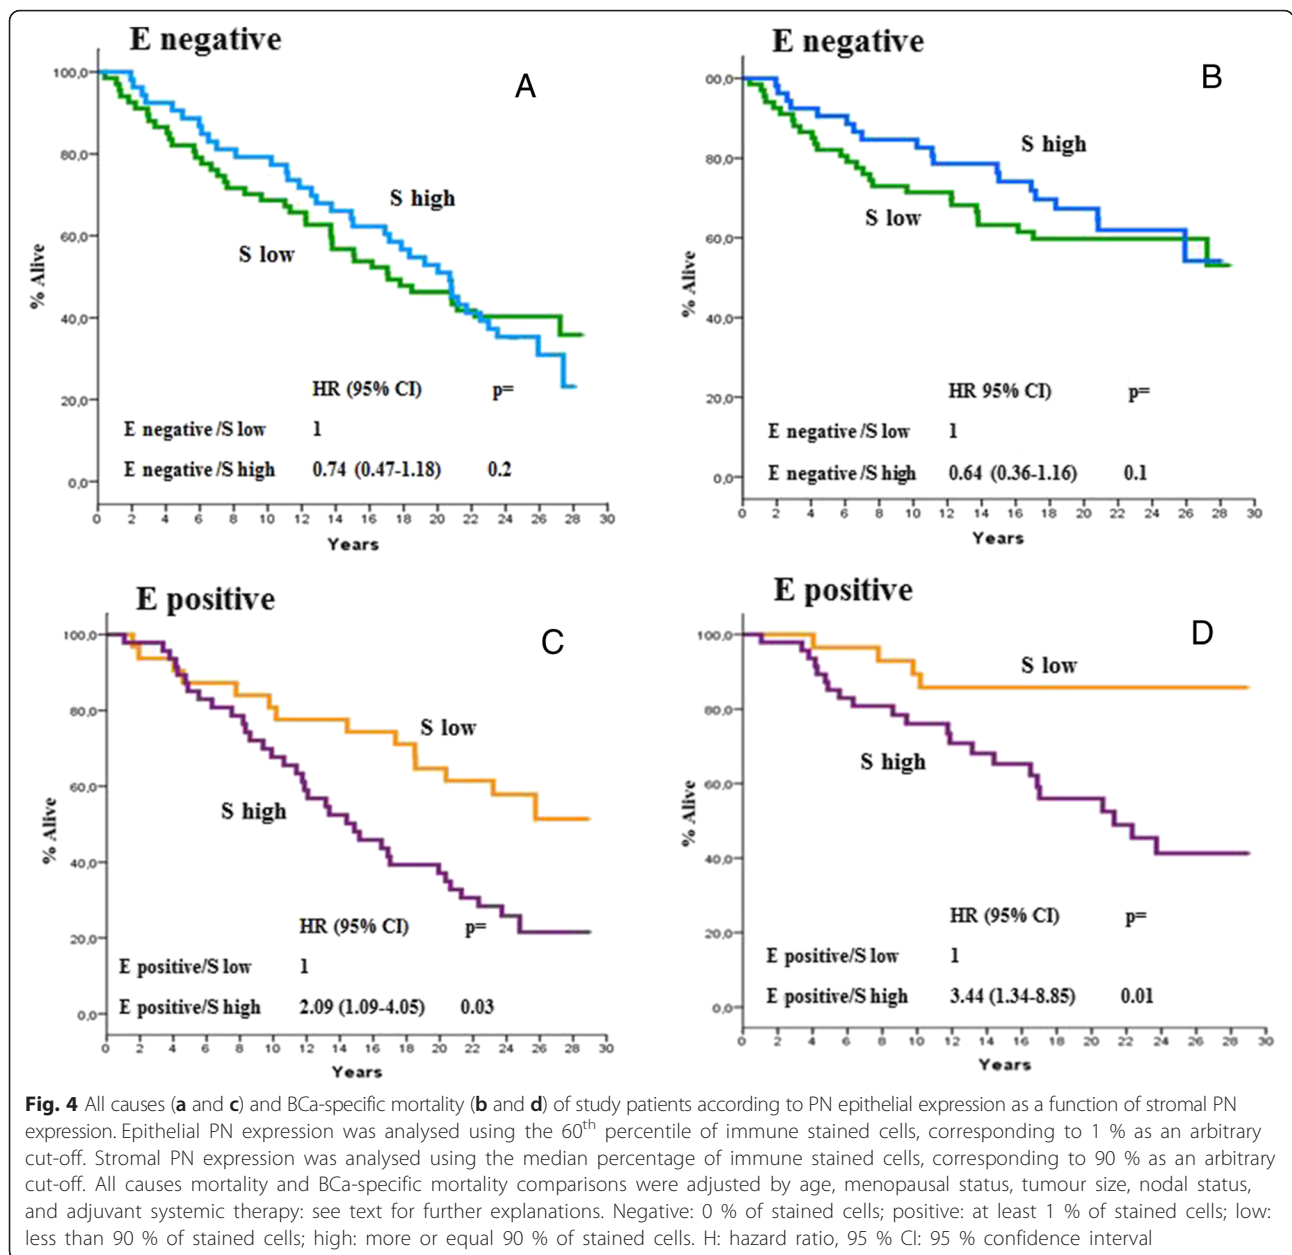 E negative
A
100,0
80,0
60,0
40,0
20,0
0,0
% Alive
S high
S low
HR (95% CI) p=
E negative /S low 1
E negative /S high 0.74 (0.47-1.18) 0.2
0 2 4 6 8 10 12 14 16 18 20 22 24 26 28 30
Years
E negative
B
00,0
80,0
60,0
40,0
20,0
0,0
% Alive
S high
S low
HR 95% CI) p=
E negative /S low 1
E negative /S high 0.64 (0.36-1.16) 0.1
0 2 4 6 8 10 12 14 16 18 20 22 24 26 28 30
Years
E positive
C
100,0
80,0
60,0
40,0
20,0
0,0
% Alive
S low
S high
HR (95% CI) p=
E positive/S low 1
E positive/S high 2.09 (1.09-4.05) 0.03
0 2 4 6 8 10 12 14 16 18 20 22 24 26 28 30
Years
E positive
D
100,0
80,0
60,0
40,0
20,0
0,0
% Alive
S low
S high
HR (95% CI) p=
E positive/S low 1
E positive/S high 3.44 (1.34-8.85) 0.01
0 2 4 6 8 10 12 14 16 18 20 22 24 26 28 30
Years
Fig. 4 All causes (a and c) and BCa-specific mortality (b and d) of study patients according to PN epithelial expression as a function of stromal PN
expression. Epithelial PN expression was analysed using the 60th percentile of immune stained cells, corresponding to 1 % as an arbitrary
cut-off. Stromal PN expression was analysed using the median percentage of immune stained cells, corresponding to 90 % as an arbitrary
cut-off. All causes mortality and BCa-specific mortality comparisons were adjusted by age, menopausal status, tumour size, nodal status,
and adjuvant systemic therapy: see text for further explanations. Negative: 0 % of stained cells; positive: at least 1 % of stained cells; low:
less than 90 % of stained cells; high: more or equal 90 % of stained cells. H: hazard ratio, 95 % CI: 95 % confidence interval